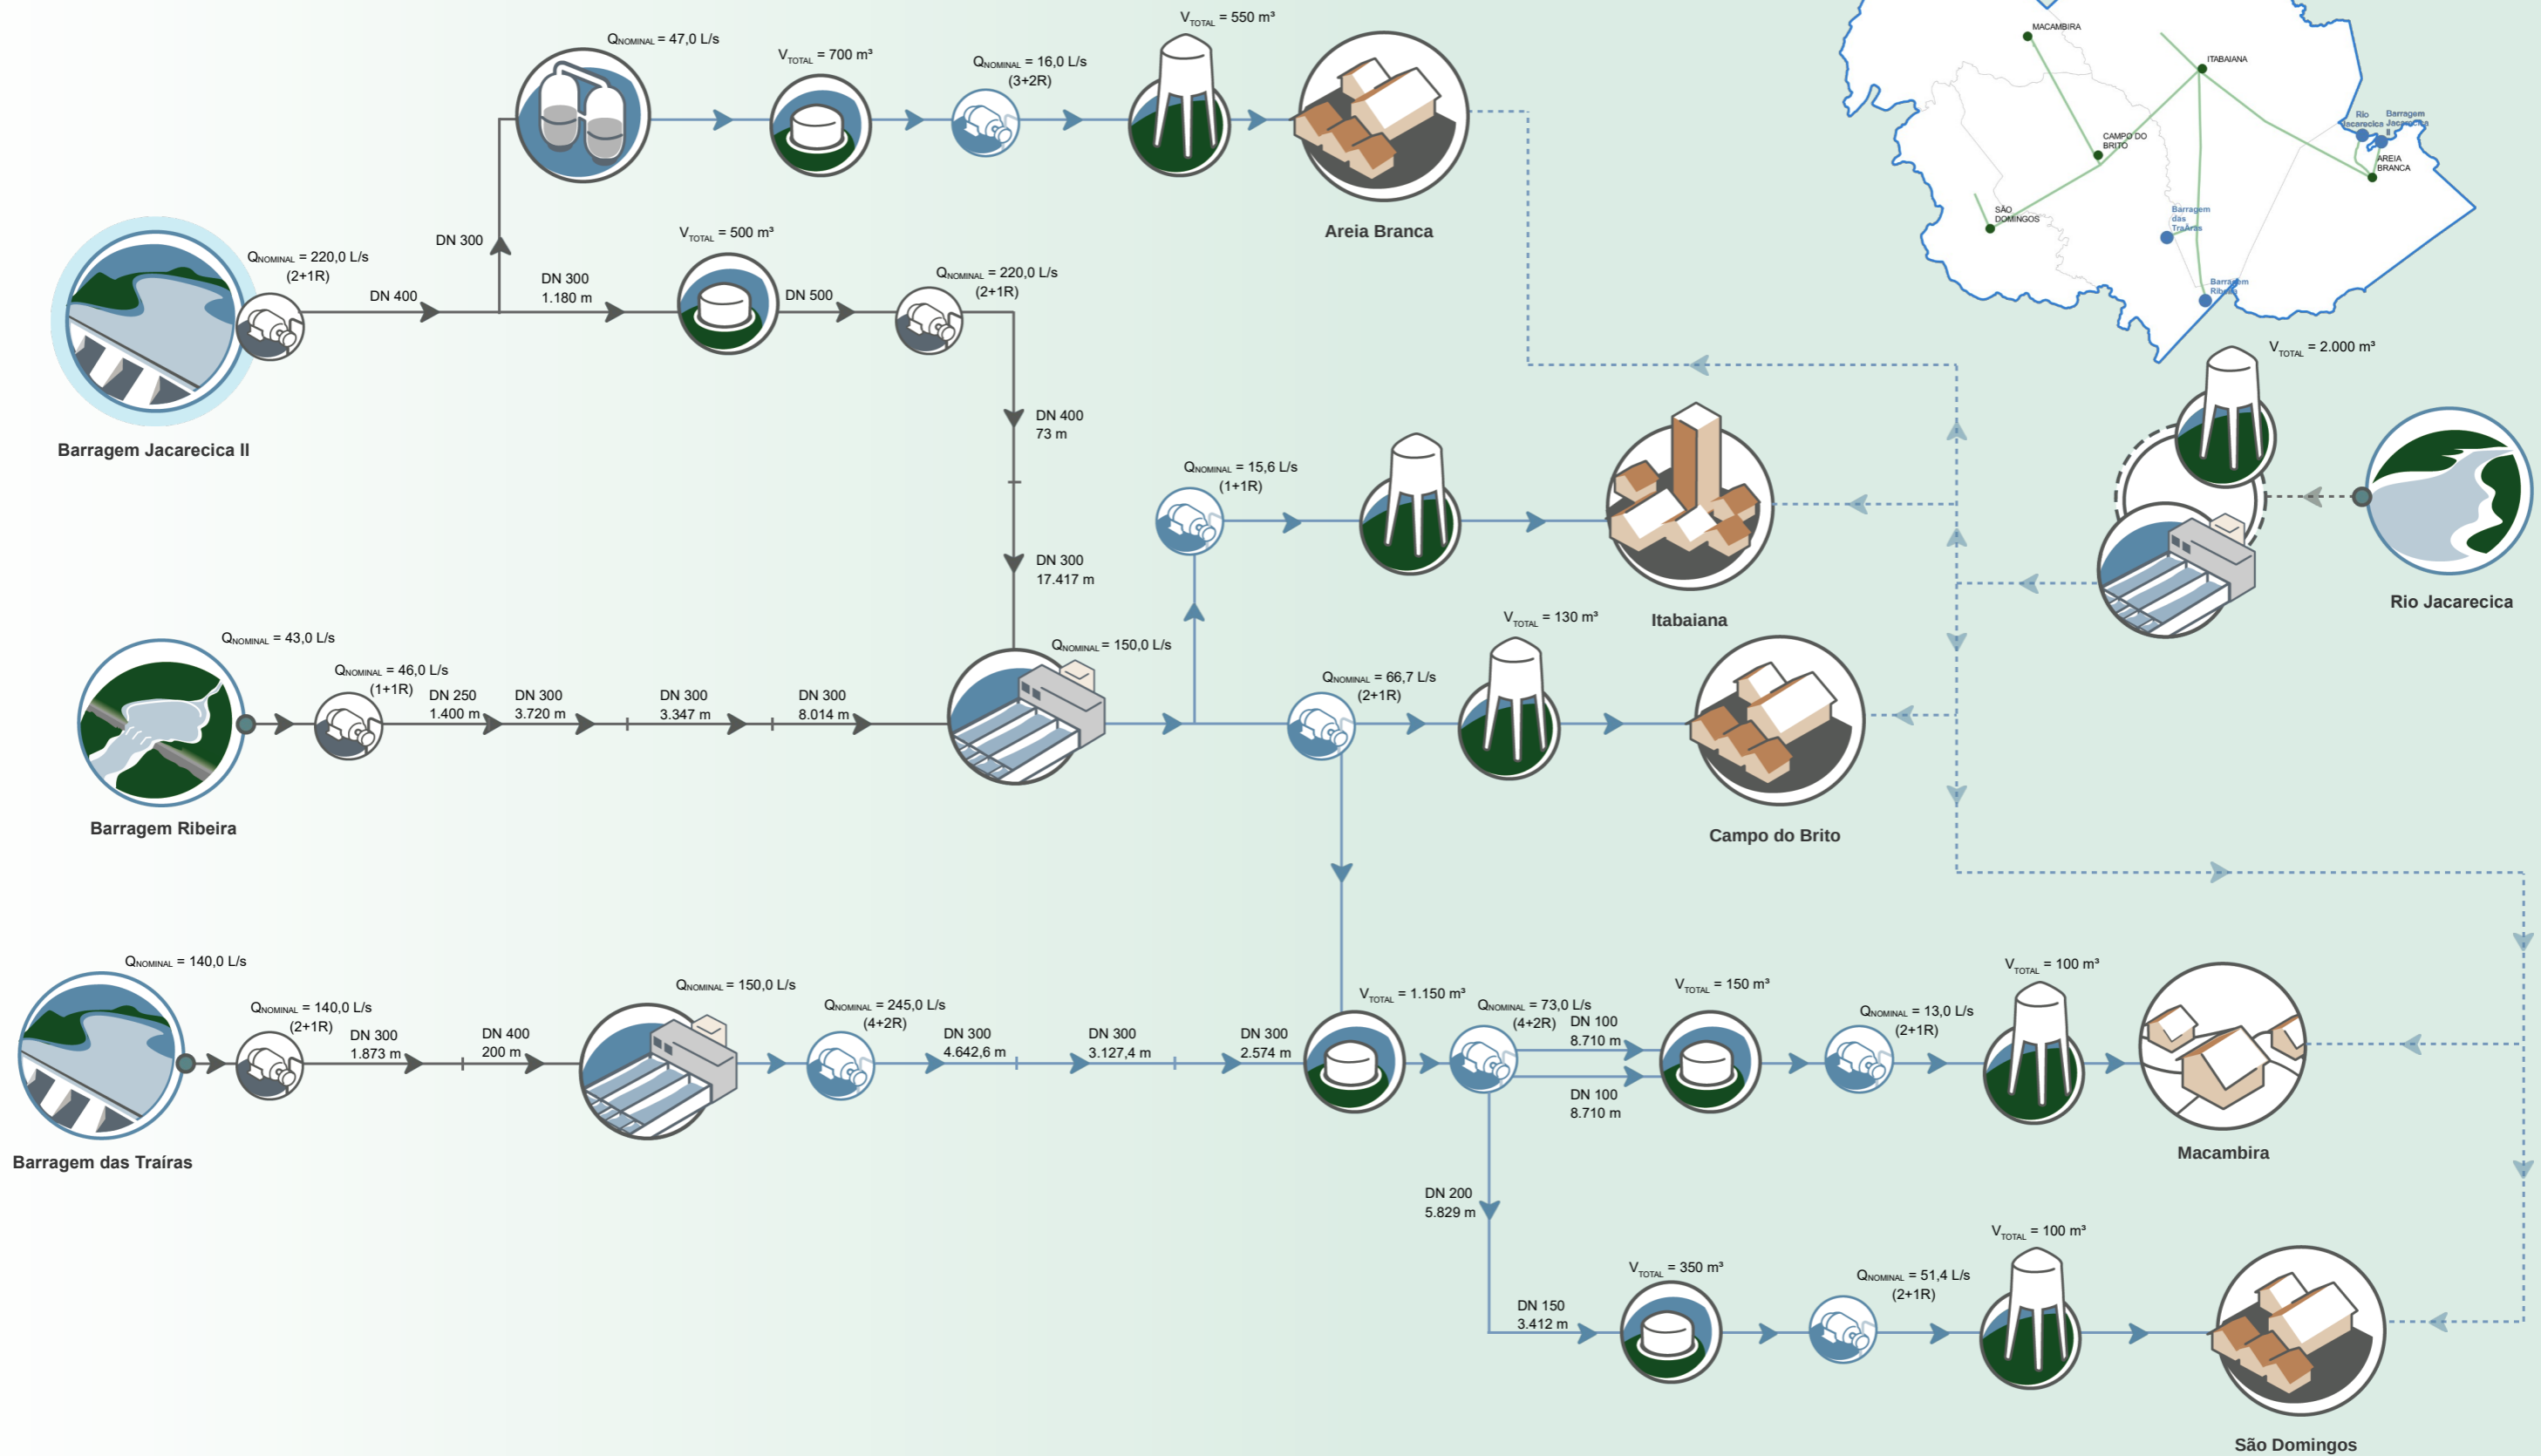 V TOTAL = 550 m³
Q NOMINAL = 47,0 L/s
V TOTAL = 700 m³
Q NOMINAL = 16,0 L/s
(3+2R)
Areia Branca
MACAMBIRA
ITABAIANA
CAMPO DO
BRITO
Rio
Jacarecica
Barragem
Jacarecica
II
AREIA
BRANCA
SÃO
DOMINGOS
Barragem
das
Barragem
DN 300
V TOTAL = 500 m³
Q NOMINAL = 220,0 L/s
(2+1R)
DN 400
DN 300
1.180 m
DN 500
Q NOMINAL = 220,0 L/s
(2+1R)
Barragem Jacarecica II
DN 400
73 m
DN 300
17.417 m
V TOTAL = 2.000 m³
Rio Jacarecica
Q NOMINAL = 15,6 L/s
(1+1R)
Itabaiana
Q NOMINAL = 43,0 L/s
Q NOMINAL = 46,0 L/s
(1+1R)
DN 250
1.400 m
DN 300
3.720 m
DN 300
3.347 m
DN 300
8.014 m
Q NOMINAL = 150,0 L/s
Q NOMINAL = 66,7 L/s
(2+1R)
V TOTAL = 130 m³
Barragem Ribeira
Campo do Brito
Q NOMINAL = 140,0 L/s
Q NOMINAL = 140,0 L/s
(2+1R)
DN 300
1.873 m
DN 400
200 m
Q NOMINAL = 150,0 L/s
Q NOMINAL = 245,0 L/s
(4+2R)
DN 300
4.642,6 m
DN 300
3.127,4 m
DN 300
2.574 m
V TOTAL = 1.150 m³
Q NOMINAL = 73,0 L/s
(4+2R)
DN 100
8.710 m
DN 100
8.710 m
V TOTAL = 150 m³
Q NOMINAL = 13,0 L/s
(2+1R)
V TOTAL = 100 m³
Barragem das Traíras
Macambira
DN 200
5.829 m
DN 150
3.412 m
V TOTAL = 350 m³
Q NOMINAL = 51,4 L/s
(2+1R)
V TOTAL = 100 m³
São Domingos